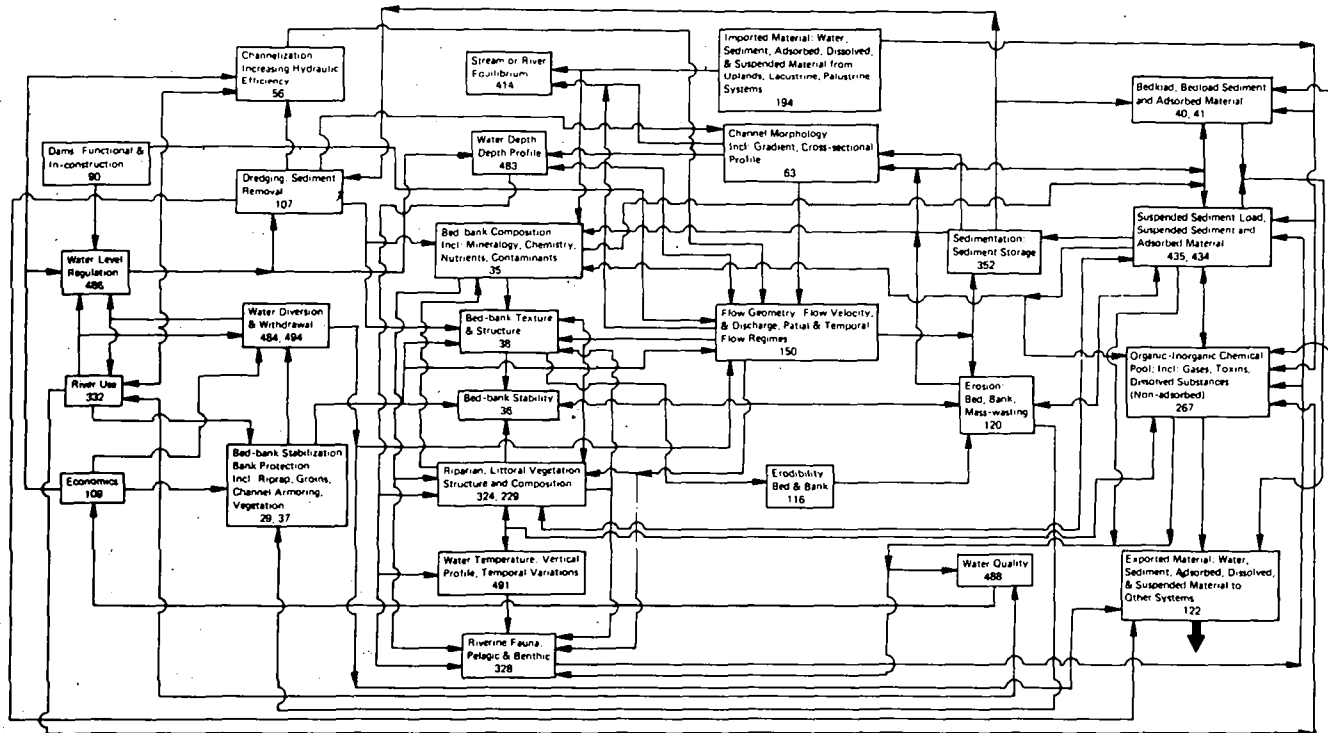 Channelization
Increasing Hydraulic
Efficiency
56
Stream or River
Equilibrium
414
Imported Material: Water,
Sediment, Adsorbed, Dissolved,
& Suspended Material from
Uplands, Lacustrine, Palustrine
Systems
194
Bedload, Bedload Sediment
and Adsorbed Material
40, 41
Dams: Functional &
In-construction
90
Dredging: Sediment
Removal
107
Water Depth
Depth Profile
483
Channel Morphology
Incl: Gradient, Cross-sectional
Profile
63
Water Level
Regulation
486
Bed-bank Composition
Incl: Mineralogy, Chemistry,
Nutrients, Contaminants
35
Sedimentation:
Sediment Storage
352
Suspended Sediment Load,
Suspended Sediment and
Adsorbed Material
435, 434
Water Diversion
& Withdrawal
484, 494
Bed-bank Texture
& Structure
38
Flow Geometry Flow Velocity,
& Discharge, Patial & Temporal
Flow Regimes
150
Organic-Inorganic Chemical
Pool; Incl: Gases, Toxins,
Dissolved Substances
(Non-adsorbed)
267
River Use
332
Bed-bank Stability
36
Erosion:
Bed, Bank,
Mass-wasting
120
Economics
109
Bed-bank Stabilization
Bank Protection
Incl: Riprap, Groins,
Channel Armoring,
Vegetation
29, 37
Riparian, Littoral Vegetation
Structure and Composition
324, 229
Erodibility
Bed & Bank
116
Water Temperature: Vertical
Profile, Temporal Variations
491
Water Quality
488
Exported Material: Water,
Sediment, Adsorbed, Dissolved,
& Suspended Material to
Other Systems
122
Riverine Fauna:
Pelagic & Benthic
328